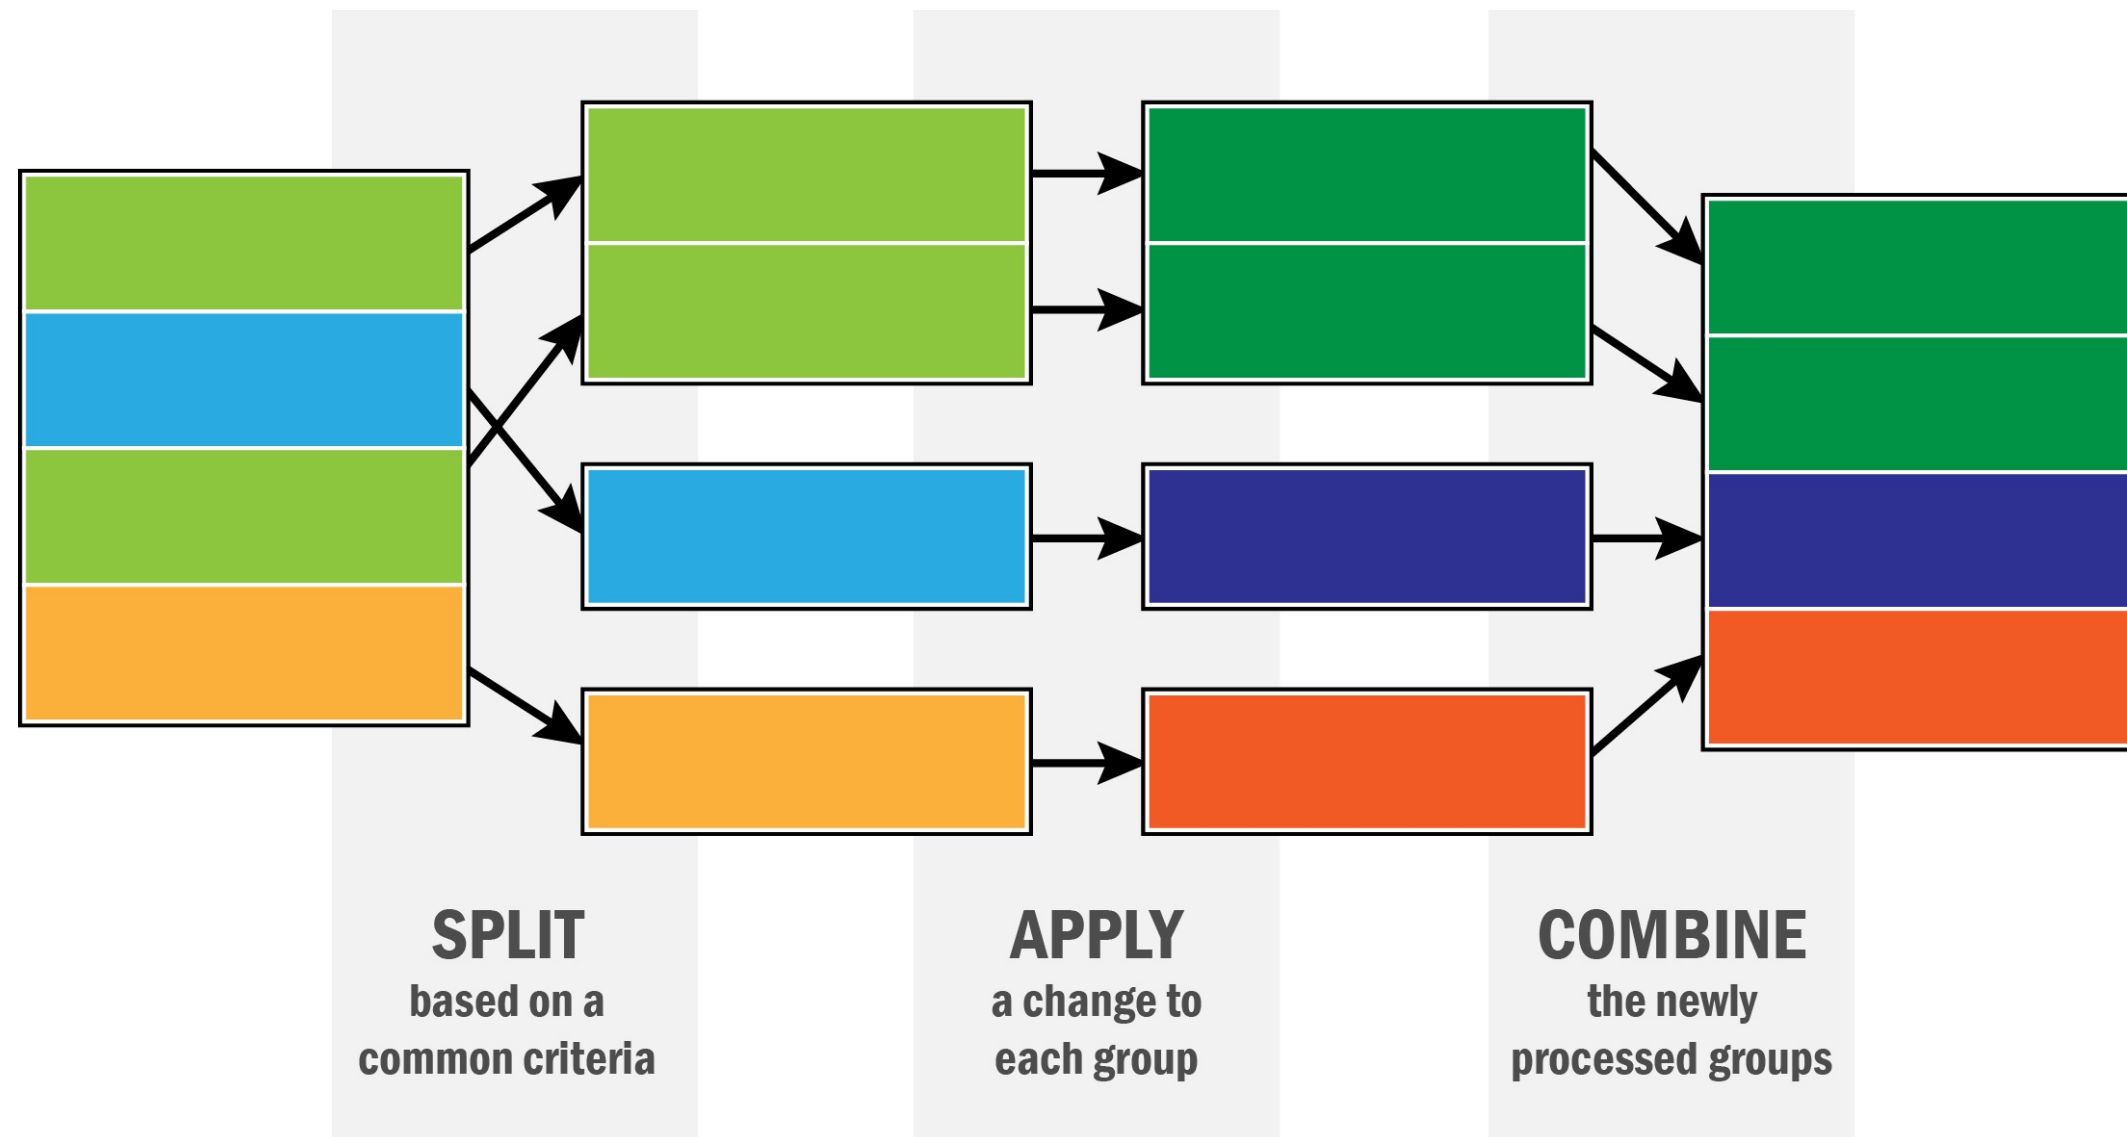 SPLIT
based on a
common criteria
APPLY
a change to
each group
COMBINE
the newly
processed groups